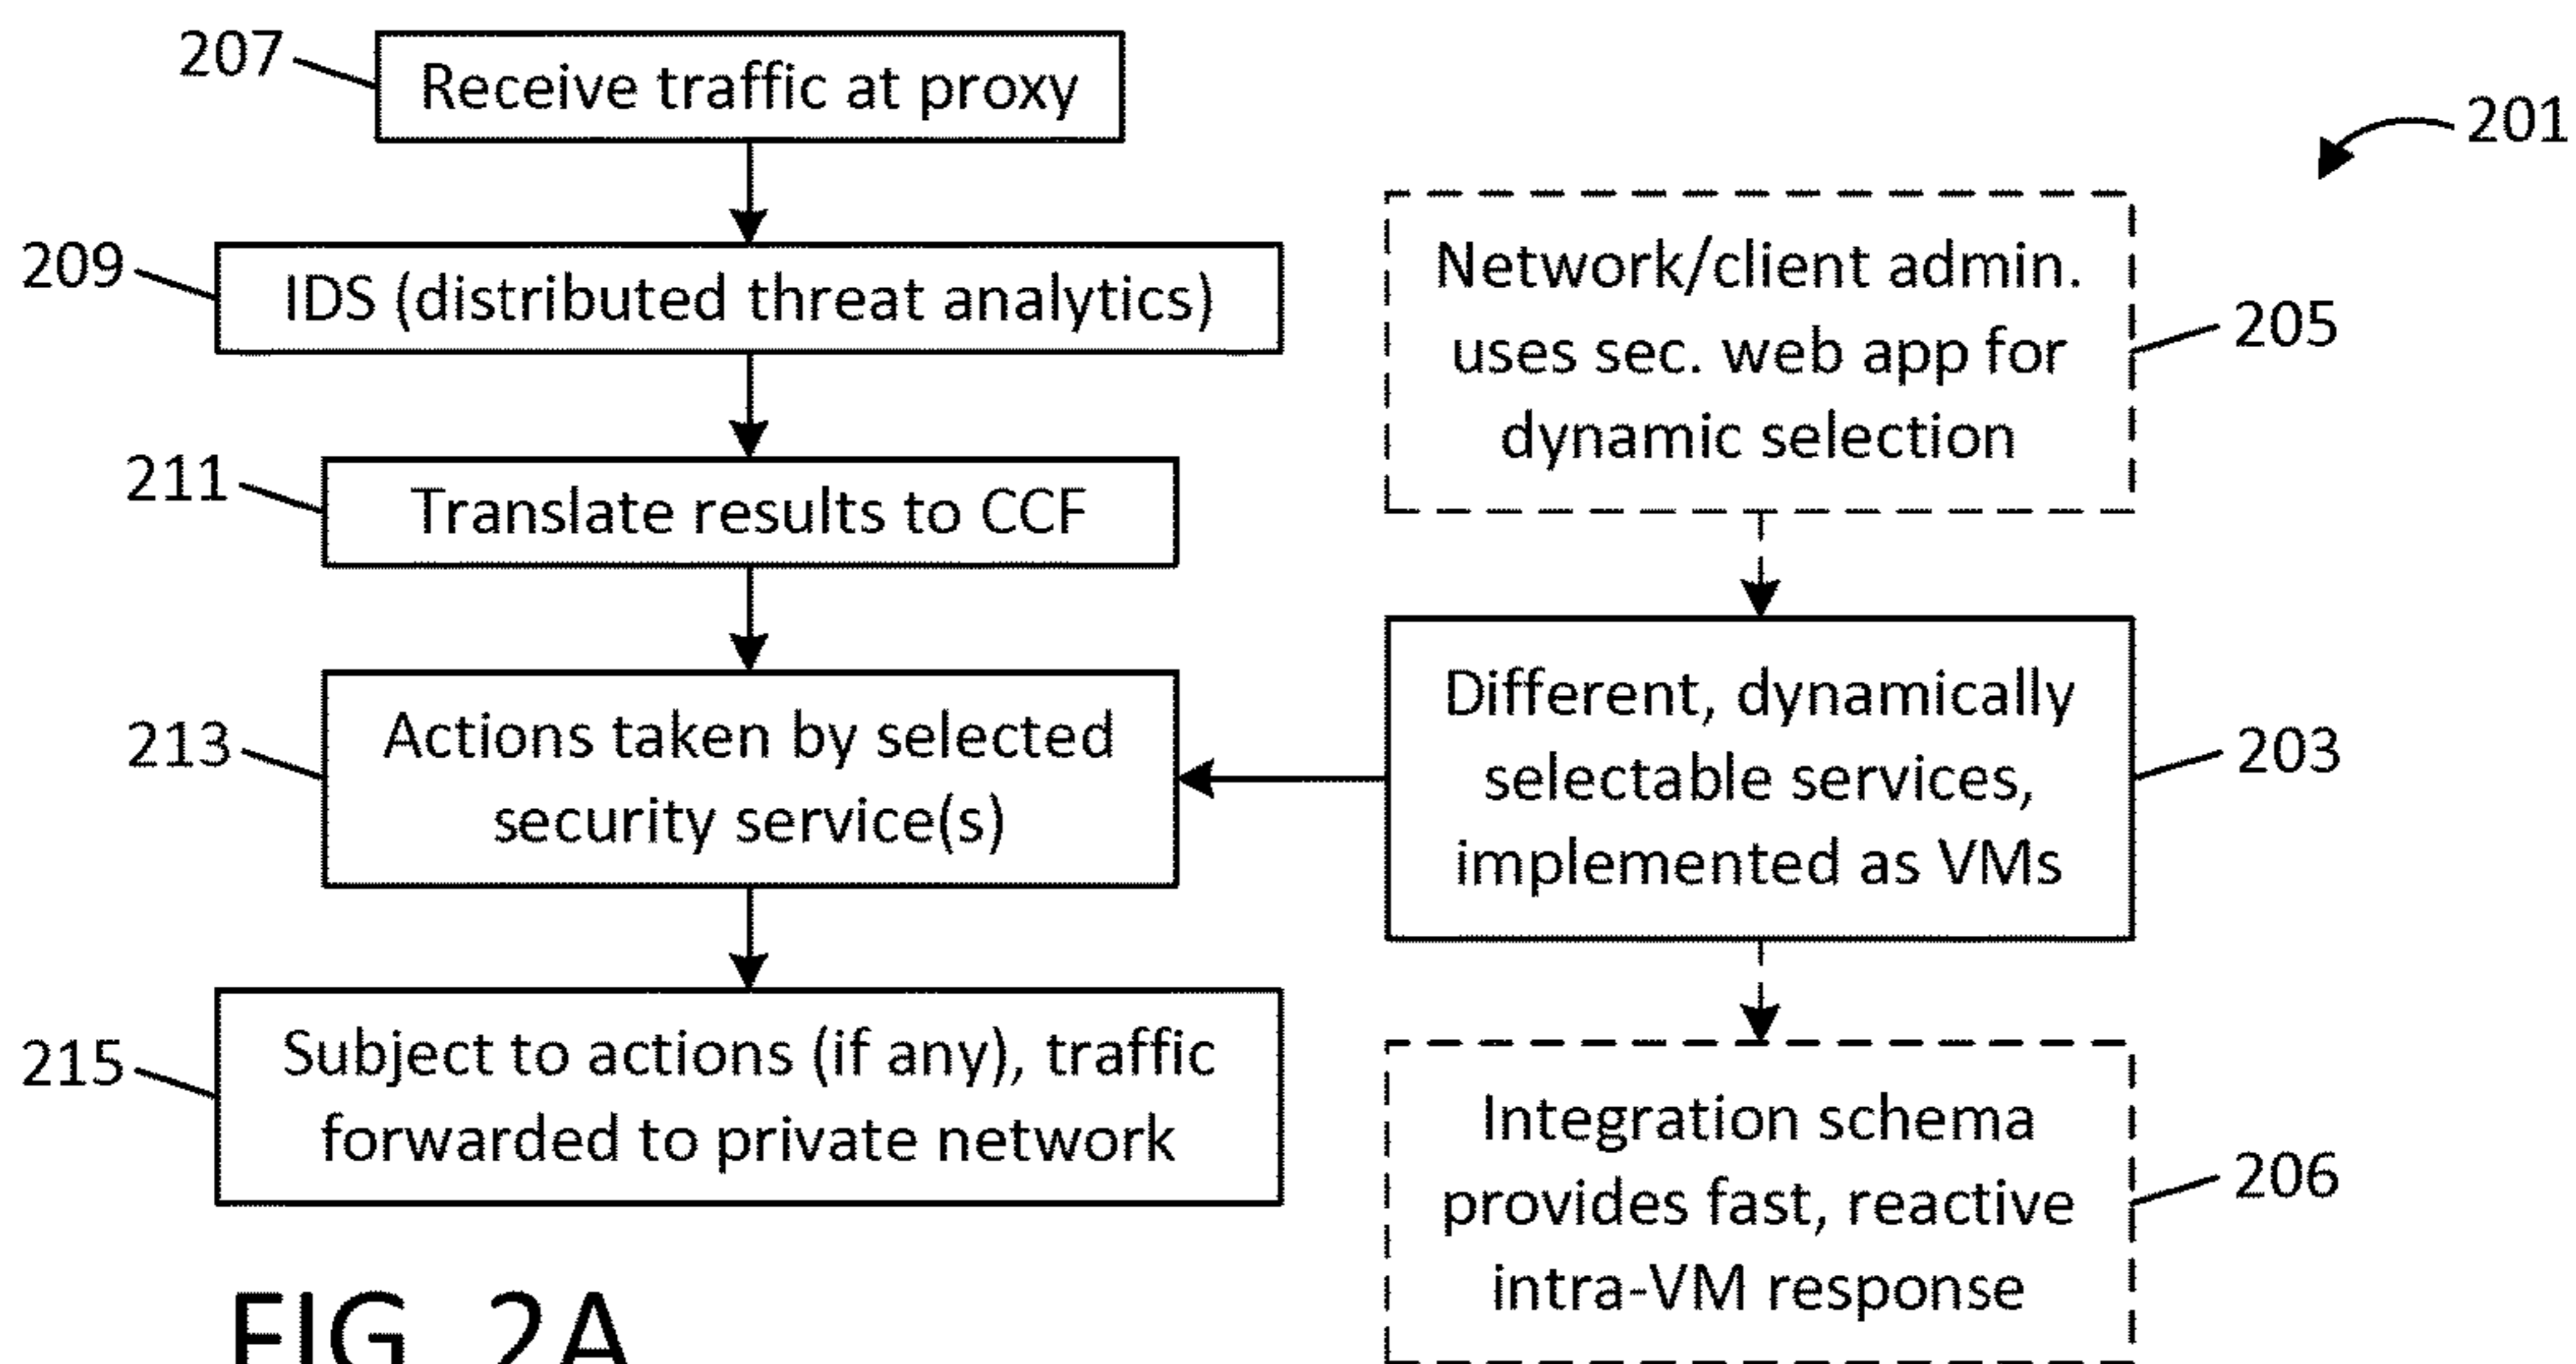 207
Receive traffic at proxy
201
209
IDS (distributed threat analytics)
Network/client admin.
uses sec. web app for
dynamic selection
205
211
Translate results to CCF
213
Actions taken by selected
security service(s)
Different, dynamically
selectable services,
implemented as VMs
203
215
Subject to actions (if any), traffic
forwarded to private network
Integration schema
provides fast, reactive
intra-VM response
206
FIG. 2A